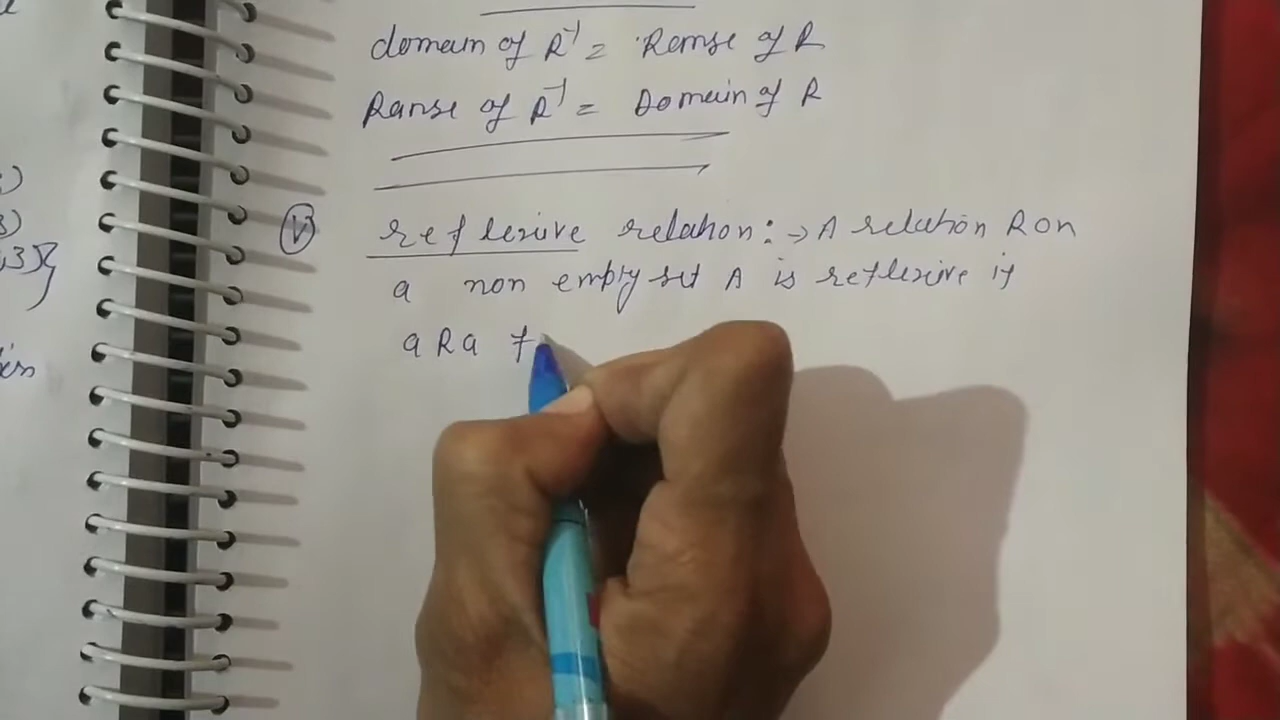 domain of R⁻¹ = Range of R
Range of R⁻¹ = Domain of R
(V) reflexive relation :→ A relation R on
a non empty set A is reflexive if
a R a f